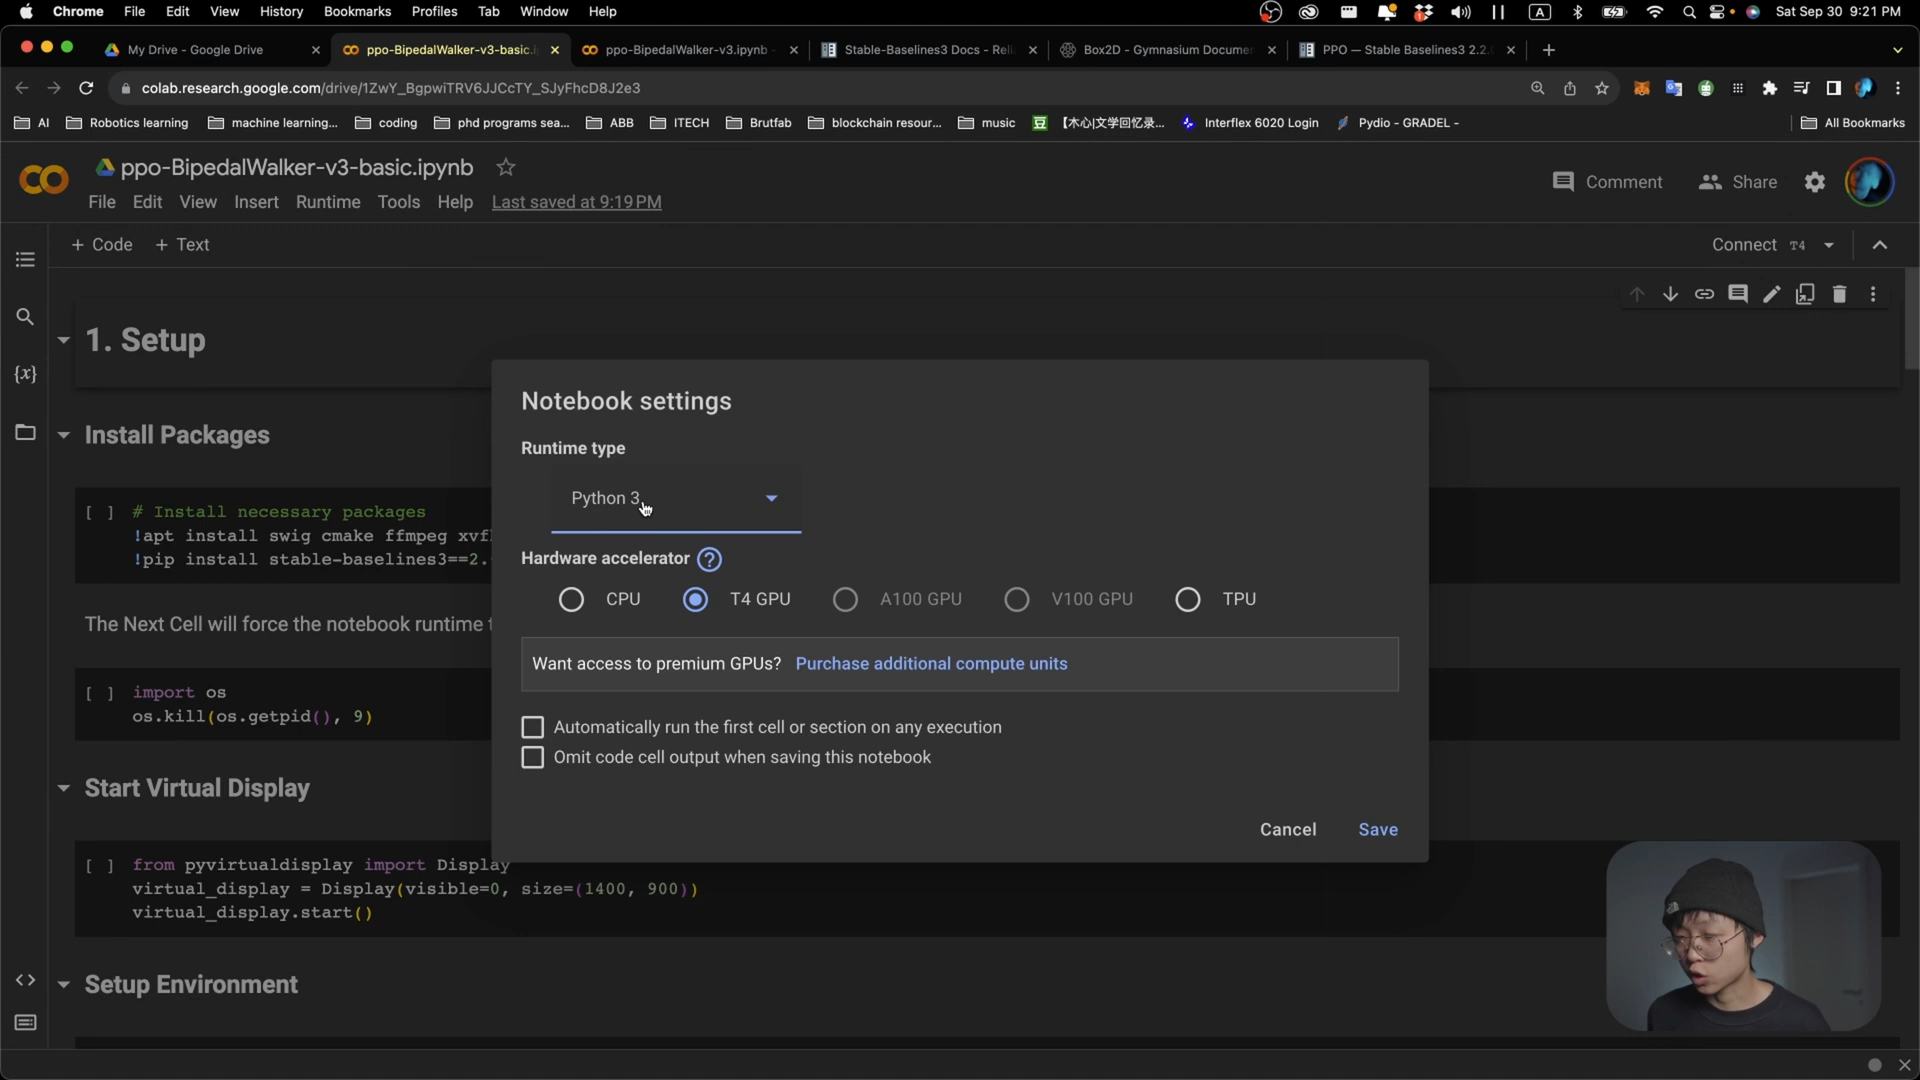 Chrome File Edit View History Bookmarks Profiles Tab Window Help A Sat Sep 30 9:21 PM
My Drive - Google Drive ppo-BipedalWalker-v3-basic.i ppo-BipedalWalker-v3.ipynb - Stable-Baselines3 Docs - Reli Box2D - Gymnasium Documen PPO — Stable Baselines3 2.2.
colab.research.google.com/drive/1ZwY_BgpwiTRV6JJCcTY_SJyFhcD8J2e3
AI Robotics learning machine learning... coding phd programs sea... ABB ITECH Brutfab blockchain resour... music 豆 【木心|文学回忆录... Interflex 6020 Login Pydio - GRADEL - All Bookmarks
ppo-BipedalWalker-v3-basic.ipynb
Comment Share
File Edit View Insert Runtime Tools Help Last saved at 9:19 PM
+ Code + Text Connect T4
1. Setup
{x}
Notebook settings
Install Packages
Runtime type
Python 3
[ ] # Install necessary packages
!apt install swig cmake ffmpeg xvf
!pip install stable-baselines3==2.
Hardware accelerator ?
CPU T4 GPU A100 GPU V100 GPU TPU
The Next Cell will force the notebook runtime t
Want access to premium GPUs? Purchase additional compute units
[ ] import os
os.kill(os.getpid(), 9)
Automatically run the first cell or section on any execution
Omit code cell output when saving this notebook
Start Virtual Display
Cancel Save
[ ] from pyvirtualdisplay import Display
virtual_display = Display(visible=0, size=(1400, 900))
virtual_display.start()
Setup Environment